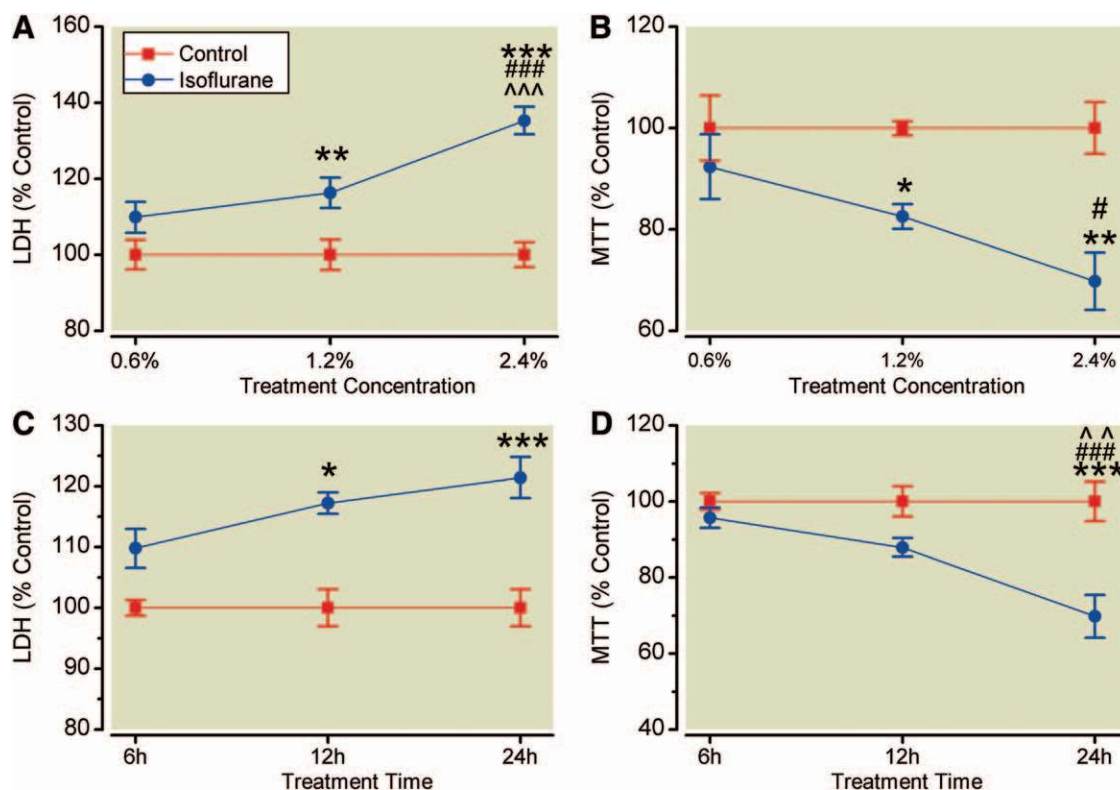 A
160
140
120
100
80
LDH (% Control)
Control
Isoflurane
**
***
###
^^^
0.6%
1.2%
2.4%
Treatment Concentration
B
120
100
80
60
MTT (% Control)
*
#
**
0.6%
1.2%
2.4%
Treatment Concentration
C
130
120
110
100
90
80
LDH (% Control)
*
***
6h
12h
24h
Treatment Time
D
120
100
80
60
40
MTT (% Control)
^ ^
###
***
6h
12h
24h
Treatment Time